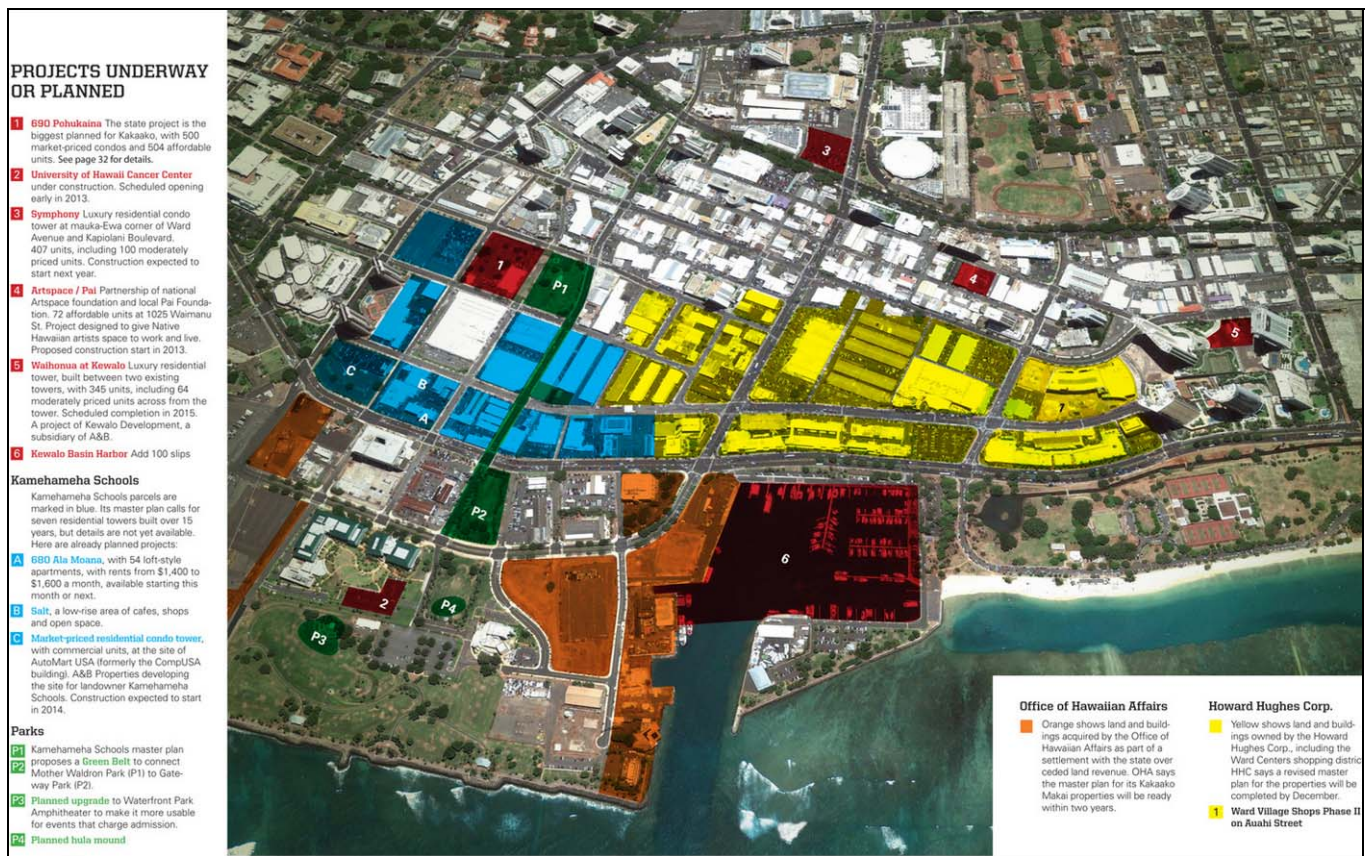 PROJECTS UNDERWAY
OR PLANNED
1 690 Pohukaina The state project is the
biggest planned for Kakaako, with 500
market-priced condos and 504 affordable
units. See page 32 for details.
2 University of Hawaii Cancer Center
under construction. Scheduled opening
early in 2013.
3 Symphony Luxury residential condo
tower at mauka-Ewa corner of Ward
Avenue and Kapiolani Boulevard.
407 units, including 100 moderately
priced units. Construction expected to
start next year.
4 Artspace / Pai Partnership of national
Artspace foundation and local Pai Founda-
tion. 72 affordable units at 1025 Waimanu
St. Project designed to give Native
Hawaiian artists space to work and live.
Proposed construction start in 2013.
5 Waihonua at Kewalo Luxury residential
tower, built between two existing
towers, with 345 units, including 64
moderately priced units across from the
tower. Scheduled completion in 2015.
A project of Kewalo Development, a
subsidiary of A&B.
6 Kewalo Basin Harbor Add 100 slips
Kamehameha Schools
Kamehameha Schools parcels are
marked in blue. Its master plan calls for
seven residential towers built over 15
years, but details are not yet available.
Here are already planned projects:
A 680 Ala Moana, with 54 loft-style
apartments, with rents from $1,400 to
$1,600 a month, available starting this
month or next.
B Salt, a low-rise area of cafes, shops
and open space.
C Market-priced residential condo tower,
with commercial units, at the site of
AutoMart USA (formerly the CompUSA
building). A&B Properties developing
the site for landowner Kamehameha
Schools. Construction expected to start
in 2014.
Parks
P1 Kamehameha Schools master plan
P2 proposes a Green Belt to connect
Mother Waldron Park (P1) to Gate-
way Park (P2).
P3 Planned upgrade to Waterfront Park
Amphitheater to make it more usable
for events that charge admission.
P4 Planned hula mound
3
1
P1
4
5
C
B
A
1
P2
6
2
P4
P3
Office of Hawaiian Affairs
Orange shows land and build-
ings acquired by the Office of
Hawaiian Affairs as part of a
settlement with the state over
ceded land revenue. OHA says
the master plan for its Kakaako
Makai properties will be ready
within two years.
Howard Hughes Corp.
Yellow shows land and build-
ings owned by the Howard
Hughes Corp., including the
Ward Centers shopping distric
HHC says a revised master
plan for the properties will be
completed by December.
1 Ward Village Shops Phase II
on Auahi Street